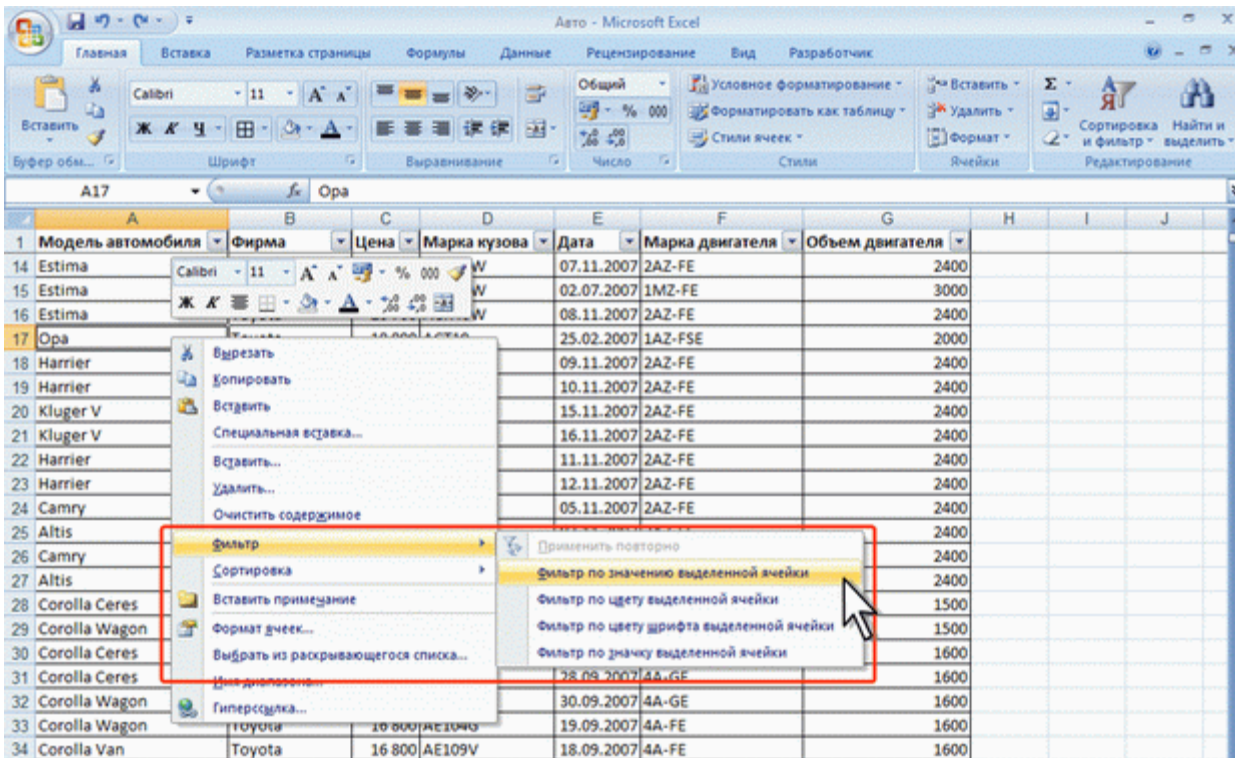 Авто - Microsoft Excel
Главная Вставка Разметка страницы Формулы Данные Рецензирование Вид Разработчик
Calibri 11 Общий Условное форматирование Вставить Σ
Вставить Ж К Ч % 000 Форматировать как таблицу Удалить Сортировка и фильтр Найти и выделить
Стили ячеек Формат
Буфер обм... Шрифт Выравнивание Число Стили Ячейки Редактирование
A17 fx Opa
A B C D E F G H I J
1 Модель автомобиля Фирма Цена Марка кузова Дата Марка двигателя Объем двигателя
14 Estima W 07.11.2007 2AZ-FE 2400
15 Estima W 02.07.2007 1MZ-FE 3000
16 Estima W 08.11.2007 2AZ-FE 2400
17 Opa 25.02.2007 1AZ-FSE 2000
18 Harrier 09.11.2007 2AZ-FE 2400
19 Harrier 10.11.2007 2AZ-FE 2400
20 Kluger V 15.11.2007 2AZ-FE 2400
21 Kluger V 16.11.2007 2AZ-FE 2400
22 Harrier 11.11.2007 2AZ-FE 2400
23 Harrier 12.11.2007 2AZ-FE 2400
24 Camry 05.11.2007 2AZ-FE 2400
25 Altis 2400
26 Camry 2400
27 Altis 2400
28 Corolla Ceres 1500
29 Corolla Wagon 1500
30 Corolla Ceres 1600
31 Corolla Ceres 28.09.2007 4A-GE 1600
32 Corolla Wagon 30.09.2007 4A-GE 1600
33 Corolla Wagon Toyota 16 800 AE104G 19.09.2007 4A-FE 1600
34 Corolla Van Toyota 16 800 AE109V 18.09.2007 4A-FE 1600
Calibri 11 A A % 000
Ж К A
Вырезать
Копировать
Вставить
Специальная вставка...
Вставить...
Удалить...
Очистить содержимое
Фильтр
Сортировка
Вставить примечание
Формат ячеек...
Выбрать из раскрывающегося списка...
Имя диапазона...
Гиперссылка...
Применить повторно
Фильтр по значению выделенной ячейки
Фильтр по цвету выделенной ячейки
Фильтр по цвету шрифта выделенной ячейки
Фильтр по значку выделенной ячейки